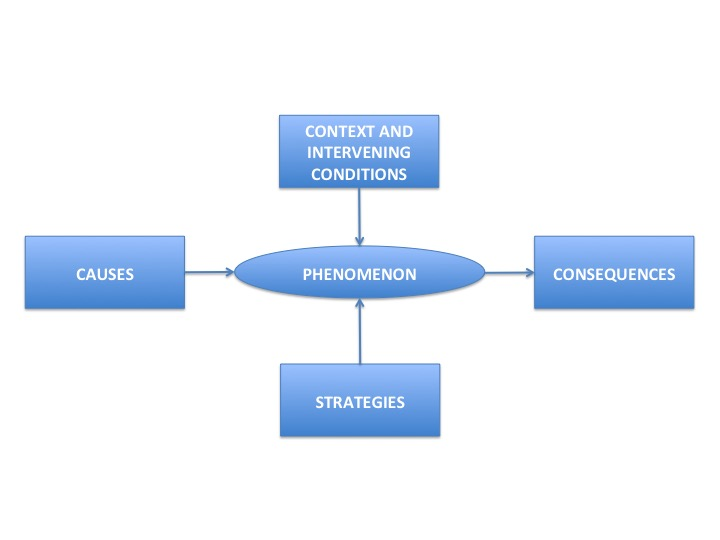 CONTEXT AND
INTERVENING
CONDITIONS
CAUSES
PHENOMENON
CONSEQUENCES
STRATEGIES